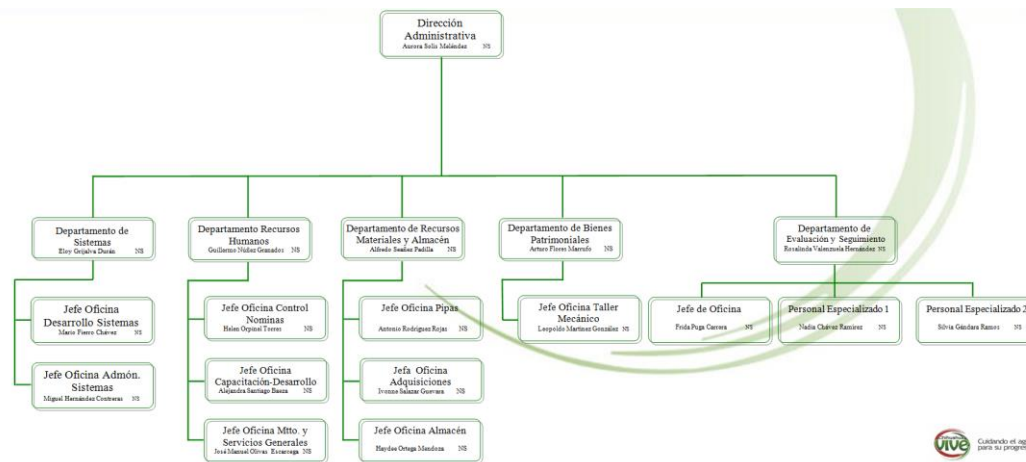 Dirección
Administrativa
Aurora Solís Meléndez NS
Departamento de
Sistemas
Eloy Grijalva Durán NS
Departamento Recursos
Humanos
Guillermo Núñez Granados NS
Departamento de Recursos
Materiales y Almacén
Alfredo Seañez Padilla NS
Departamento de Bienes
Patrimoniales
Arturo Flores Marrufo NS
Departamento de
Evaluación y Seguimiento
Rosalinda Valenzuela Hernández NS
Jefe Oficina
Desarrollo Sistemas
Mario Fierro Chávez NS
Jefe Oficina Admón.
Sistemas
Miguel Hernández Contreras NS
Jefe Oficina Control
Nominas
Helen Orpinel Torres NS
Jefe Oficina
Capacitación-Desarrollo
Alejandra Santiago Baeza NS
Jefe Oficina Mtto. y
Servicios Generales
José Manuel Olivas Escarcega NS
Jefe Oficina Pipas
Antonio Rodríguez Rojas NS
Jefa Oficina
Adquisiciones
Ivonne Salazar Guevara NS
Jefe Oficina Almacén
Haydee Ortega Mendoza NS
Jefe Oficina Taller
Mecánico
Leopoldo Martínez González NS
Jefe de Oficina
Frida Puga NS
Personal Especializado 1
Nadia Chávez Ramírez NS
Personal Especializado 2
Silvia Gándara Ramos NS
Chihuahua
vive
Cuidando el ag
para su progres